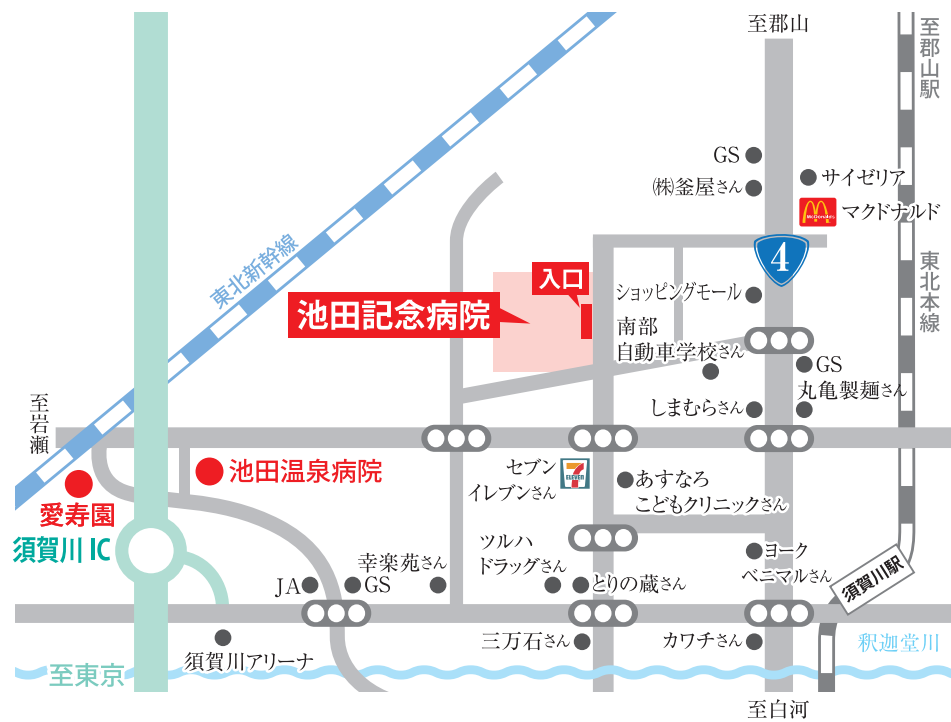 至郡山
至郡山駅
GS
㈱釜屋さん
サイゼリア
McDonald's
マクドナルド
4
東北新幹線
入口
池田記念病院
ショッピングモール
東北本線
南部
自動車学校さん
GS
丸亀製麺さん
しまむらさん
至岩瀬
池田温泉病院
愛寿園
須賀川 IC
セブン
イレブンさん
7
ELEVEN
あすなろ
こどもクリニックさん
ツルハ
ドラッグさん
ヨーク
ベニマルさん
幸楽苑さん
JA
GS
とりの蔵さん
須賀川駅
須賀川アリーナ
三万石さん
カワチさん
釈迦堂川
至東京
至白河